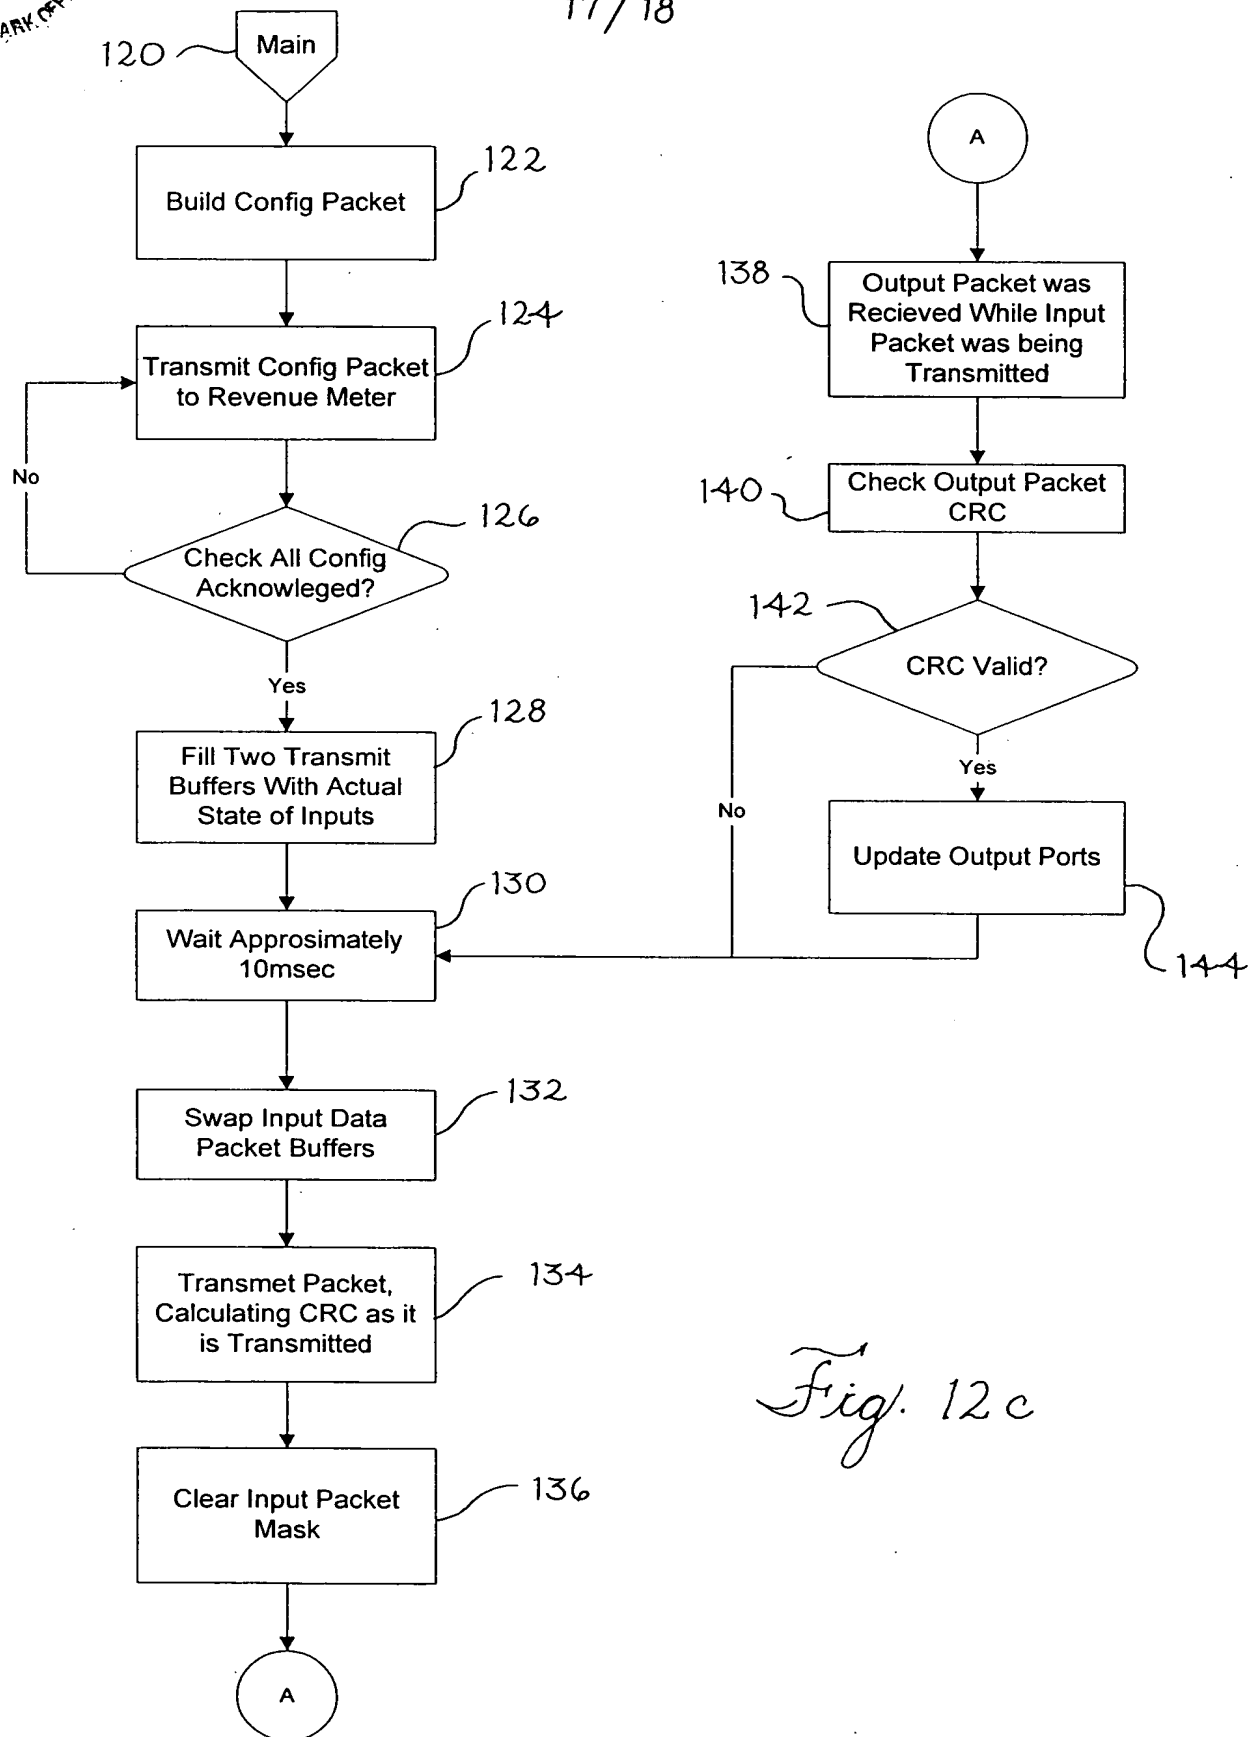 17/18
120
Main
122
Build Config Packet
124
Transmit Config Packet
to Revenue Meter
No
126
Check All Config
Acknowleged?
Yes
128
Fill Two Transmit
Buffers With Actual
State of Inputs
130
Wait Approsimately
10msec
132
Swap Input Data
Packet Buffers
134
Transmet Packet,
Calculating CRC as it
is Transmitted
136
Clear Input Packet
Mask
A
A
138
Output Packet was
Recieved While Input
Packet was being
Transmitted
140
Check Output Packet
CRC
142
CRC Valid?
Yes
No
Update Output Ports
144
Fig. 12c